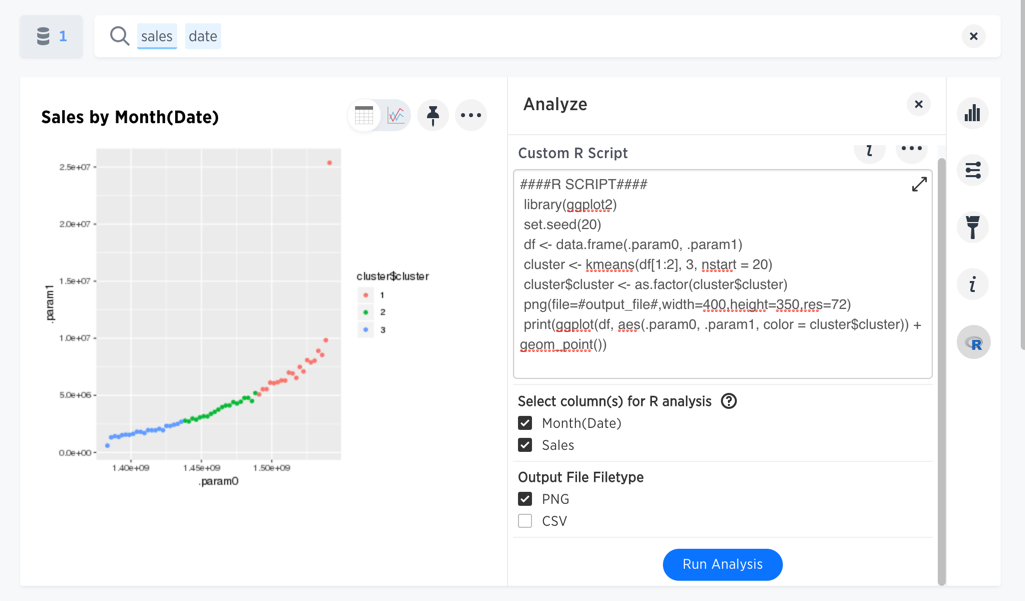 1
sales date
Sales by Month(Date)
2.5e+07
2.0e+07
1.5e+07
1.0e+07
5.0e+06
0.0e+00
.param1
1.40e+09 1.45e+09 1.50e+09
.param0
cluster$cluster
1
2
3
Analyze
Custom R Script
i
####R SCRIPT####
library(ggplot2)
set.seed(20)
df <- data.frame(.param0, .param1)
cluster <- kmeans(df[1:2], 3, nstart = 20)
cluster$cluster <- as.factor(cluster$cluster)
png(file=#output_file#,width=400,height=350,res=72)
print(ggplot(df, aes(.param0, .param1, color = cluster$cluster)) +
geom_point())
Select column(s) for R analysis ?
Month(Date)
Sales
Output File Filetype
PNG
CSV
Run Analysis
i
R